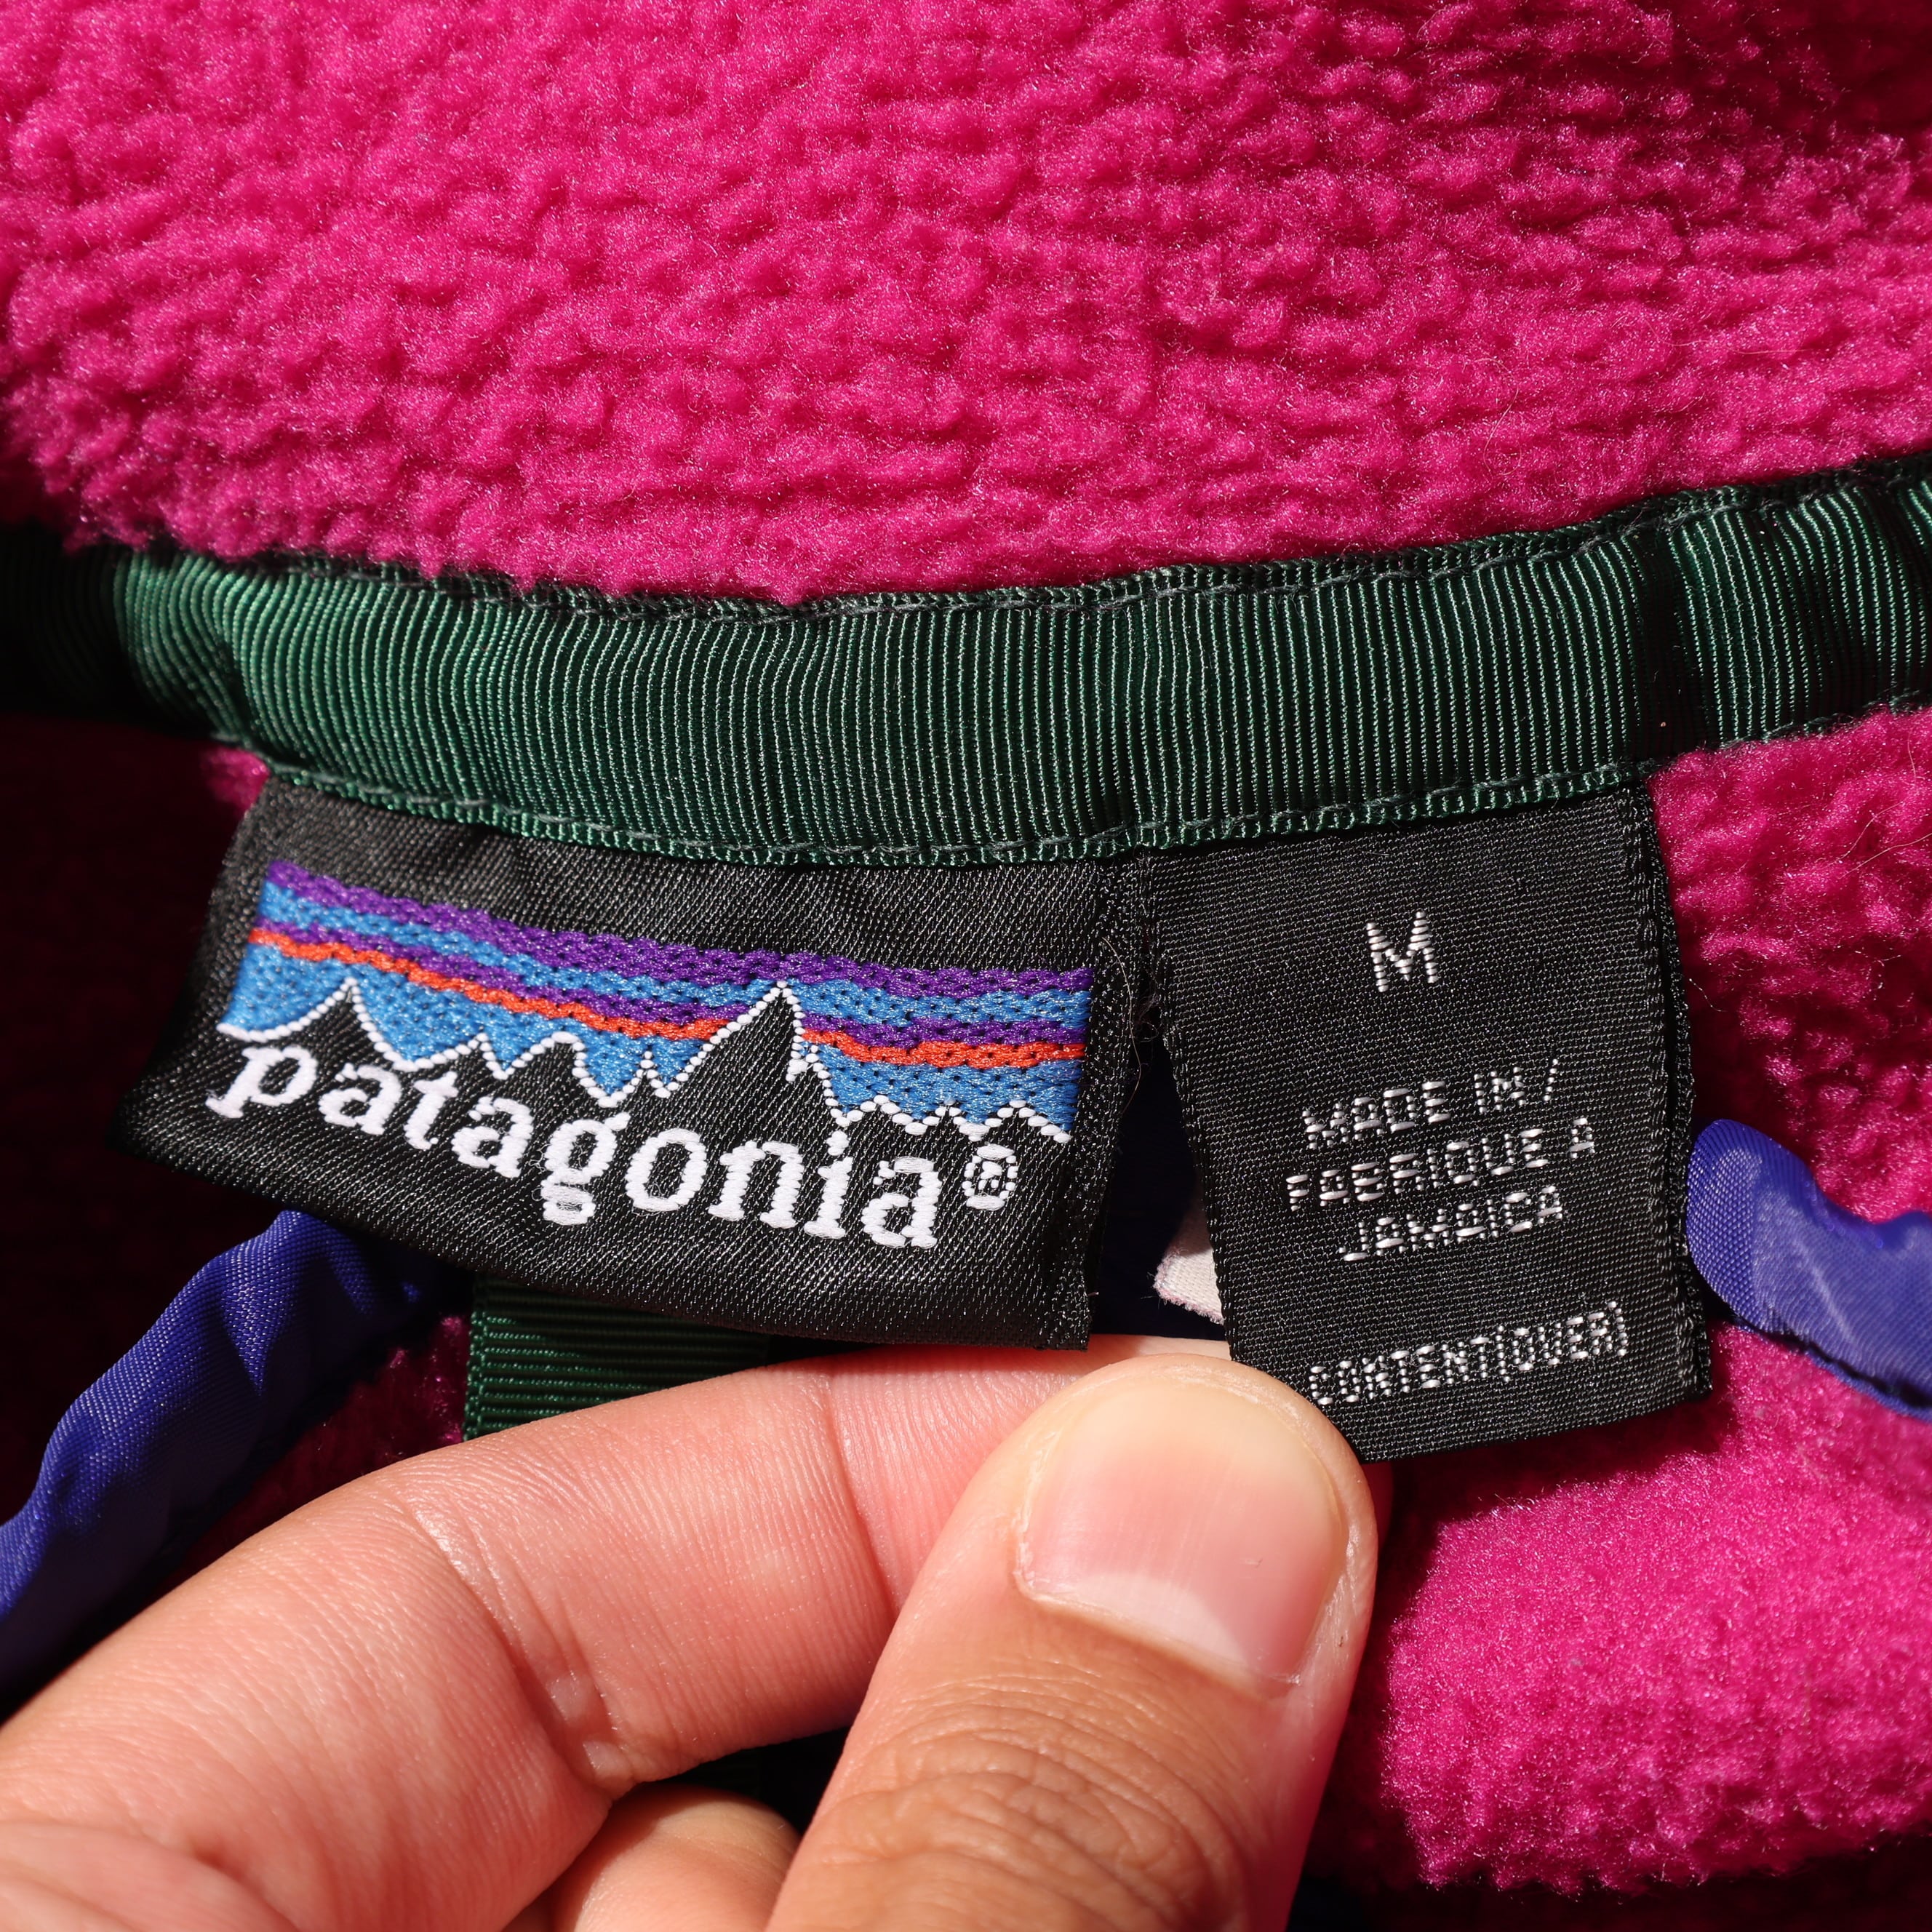 patagonia®
M
MADE IN/
FABRIQUE A
JAMAICA
CONTENT(OVER)